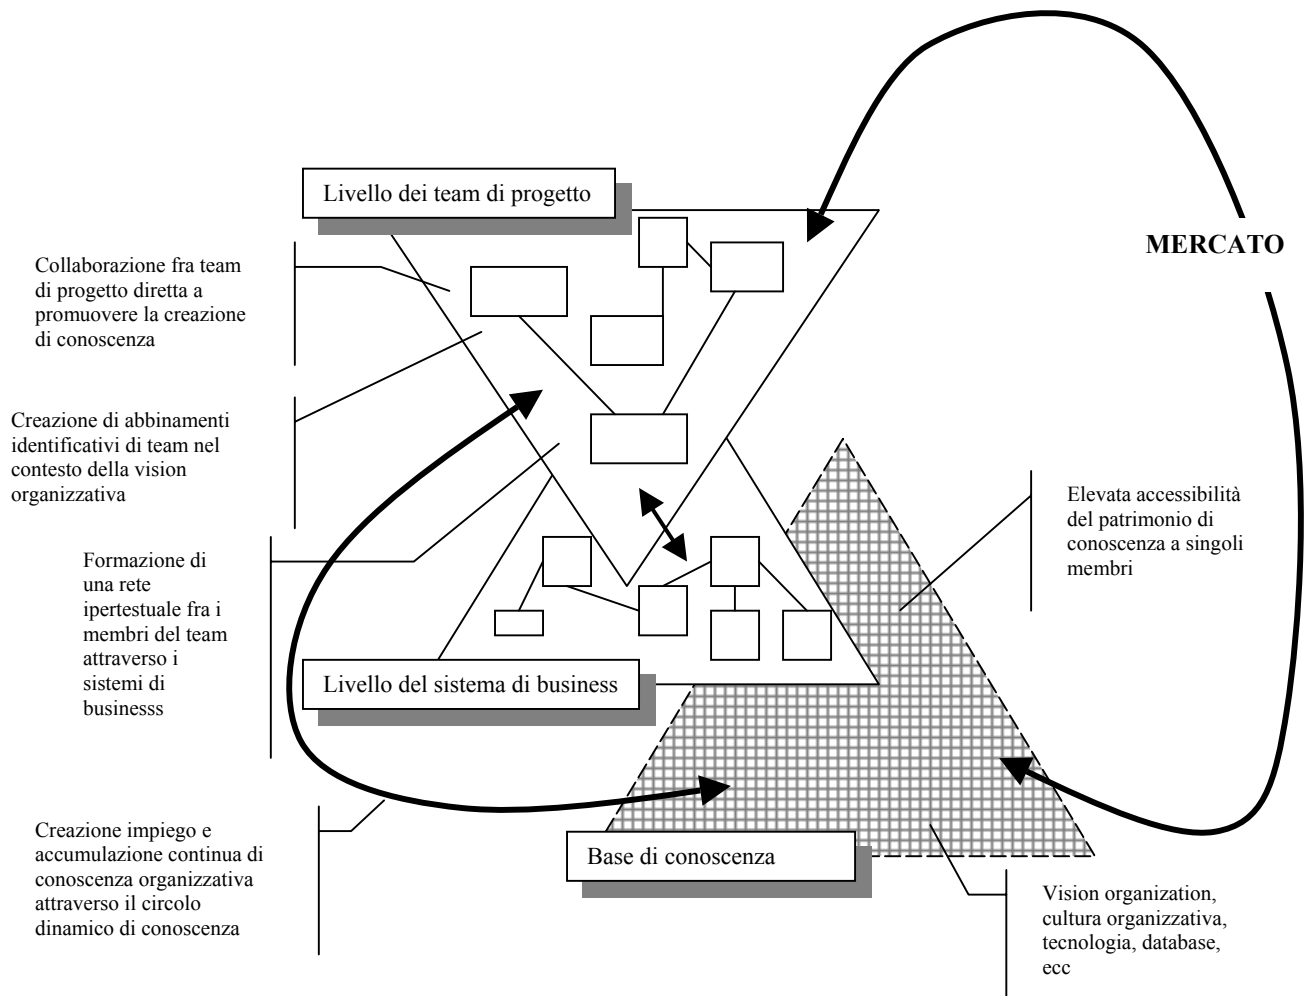 Livello dei team di progetto
MERCATO
Collaborazione fra team
di progetto diretta a
promuovere la creazione
di conoscenza
Creazione di abbinamenti
identificativi di team nel
contesto della vision
organizzativa
Elevata accessibilità
del patrimonio di
conoscenza a singoli
membri
Formazione di
una rete
ipertestuale fra i
membri del team
attraverso i
sistemi di
businesss
Livello del sistema di business
Creazione impiego e
accumulazione continua di
conoscenza organizzativa
attraverso il circolo
dinamico di conoscenza
Base di conoscenza
Vision organization,
cultura organizzativa,
tecnologia, database,
ecc